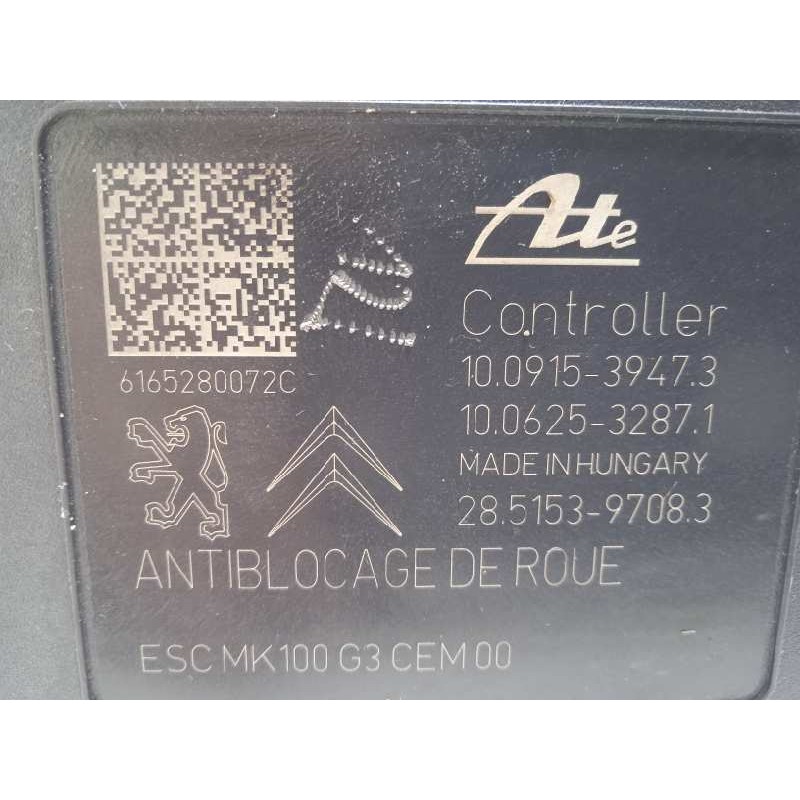 Ate
Controller
10.0915-3947.3
10.0625-3287.1
MADE IN HUNGARY
28.5153-9708.3
6165280072C
ANTIBLOCAGE DE ROUE
ESC MK100 G3 CEM 00